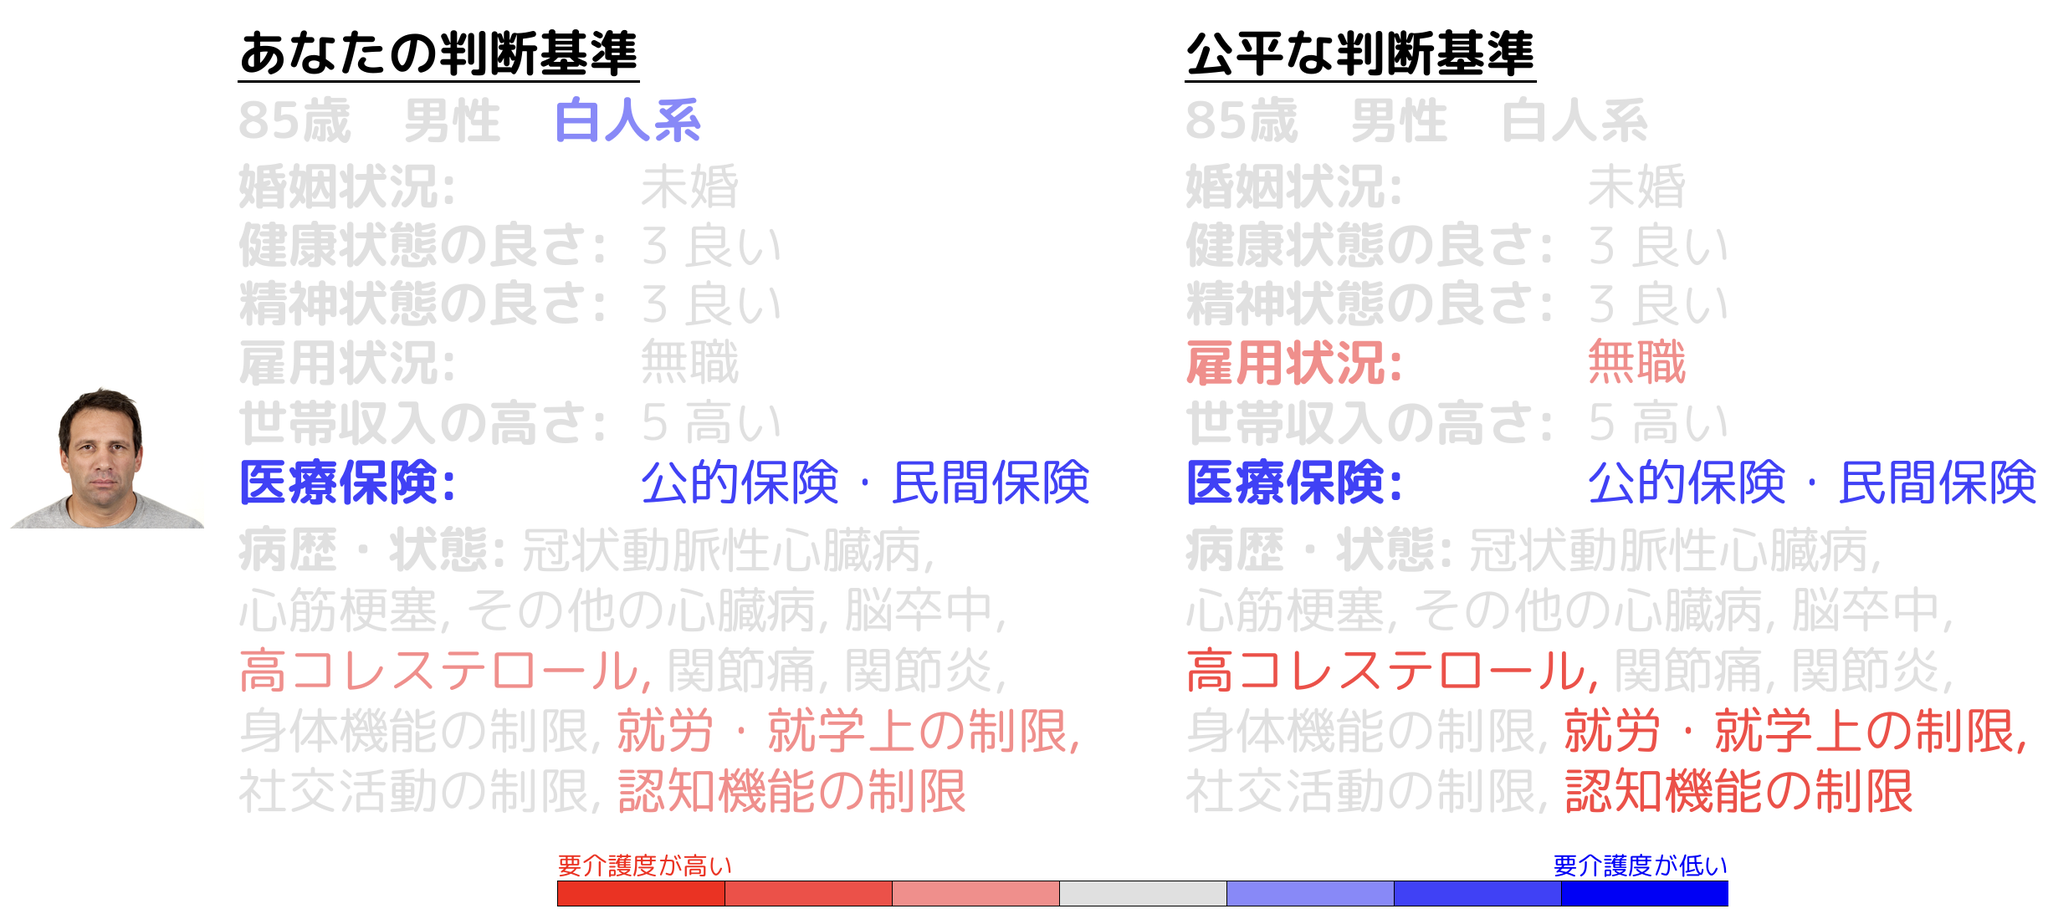 あなたの判断基準
85歳 男性 白人系
婚姻状況: 未婚
健康状態の良さ: 3 良い
精神状態の良さ: 3 良い
雇用状況: 無職
世帯収入の高さ: 5 高い
医療保険: 公的保険・民間保険
病歴・状態: 冠状動脈性心臓病,
心筋梗塞, その他の心臓病, 脳卒中,
高コレステロール, 関節痛, 関節炎,
身体機能の制限, 就労・就学上の制限,
社交活動の制限, 認知機能の制限
公平な判断基準
85歳 男性 白人系
婚姻状況: 未婚
健康状態の良さ: 3 良い
精神状態の良さ: 3 良い
雇用状況: 無職
世帯収入の高さ: 5 高い
医療保険: 公的保険・民間保険
病歴・状態: 冠状動脈性心臓病,
心筋梗塞, その他の心臓病, 脳卒中,
高コレステロール, 関節痛, 関節炎,
身体機能の制限, 就労・就学上の制限,
社交活動の制限, 認知機能の制限
要介護度が高い 要介護度が低い